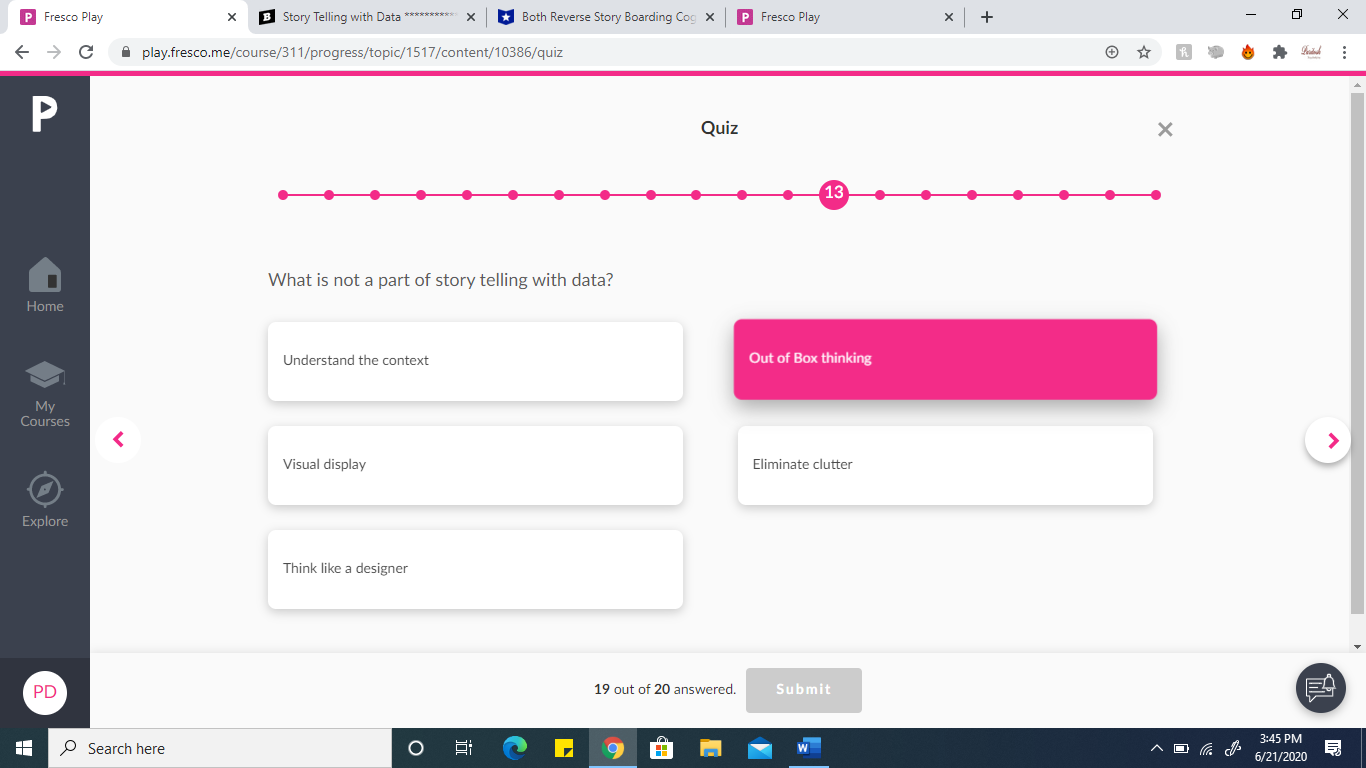 Fresco Play
Story Telling with Data **********
Both Reverse Story Boarding Cog
Fresco Play
play.fresco.me/course/311/progress/topic/1517/content/10386/quiz
Quiz
13
What is not a part of story telling with data?
Understand the context
Out of Box thinking
Visual display
Eliminate clutter
Think like a designer
Home
My
Courses
Explore
PD
19 out of 20 answered.
Submit
Search here
3:45 PM
6/21/2020